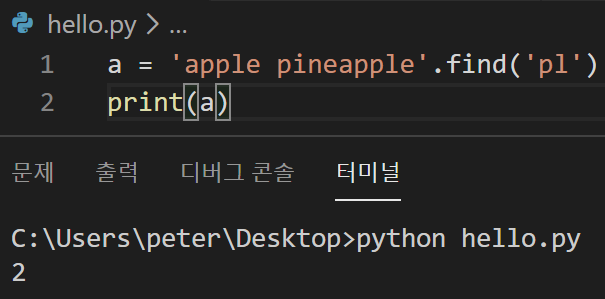 hello.py > ...
1 a = 'apple pineapple'.find('pl')
2 print(a)
문제 출력 디버그 콘솔 터미널
C:\Users\peter\Desktop>python hello.py
2